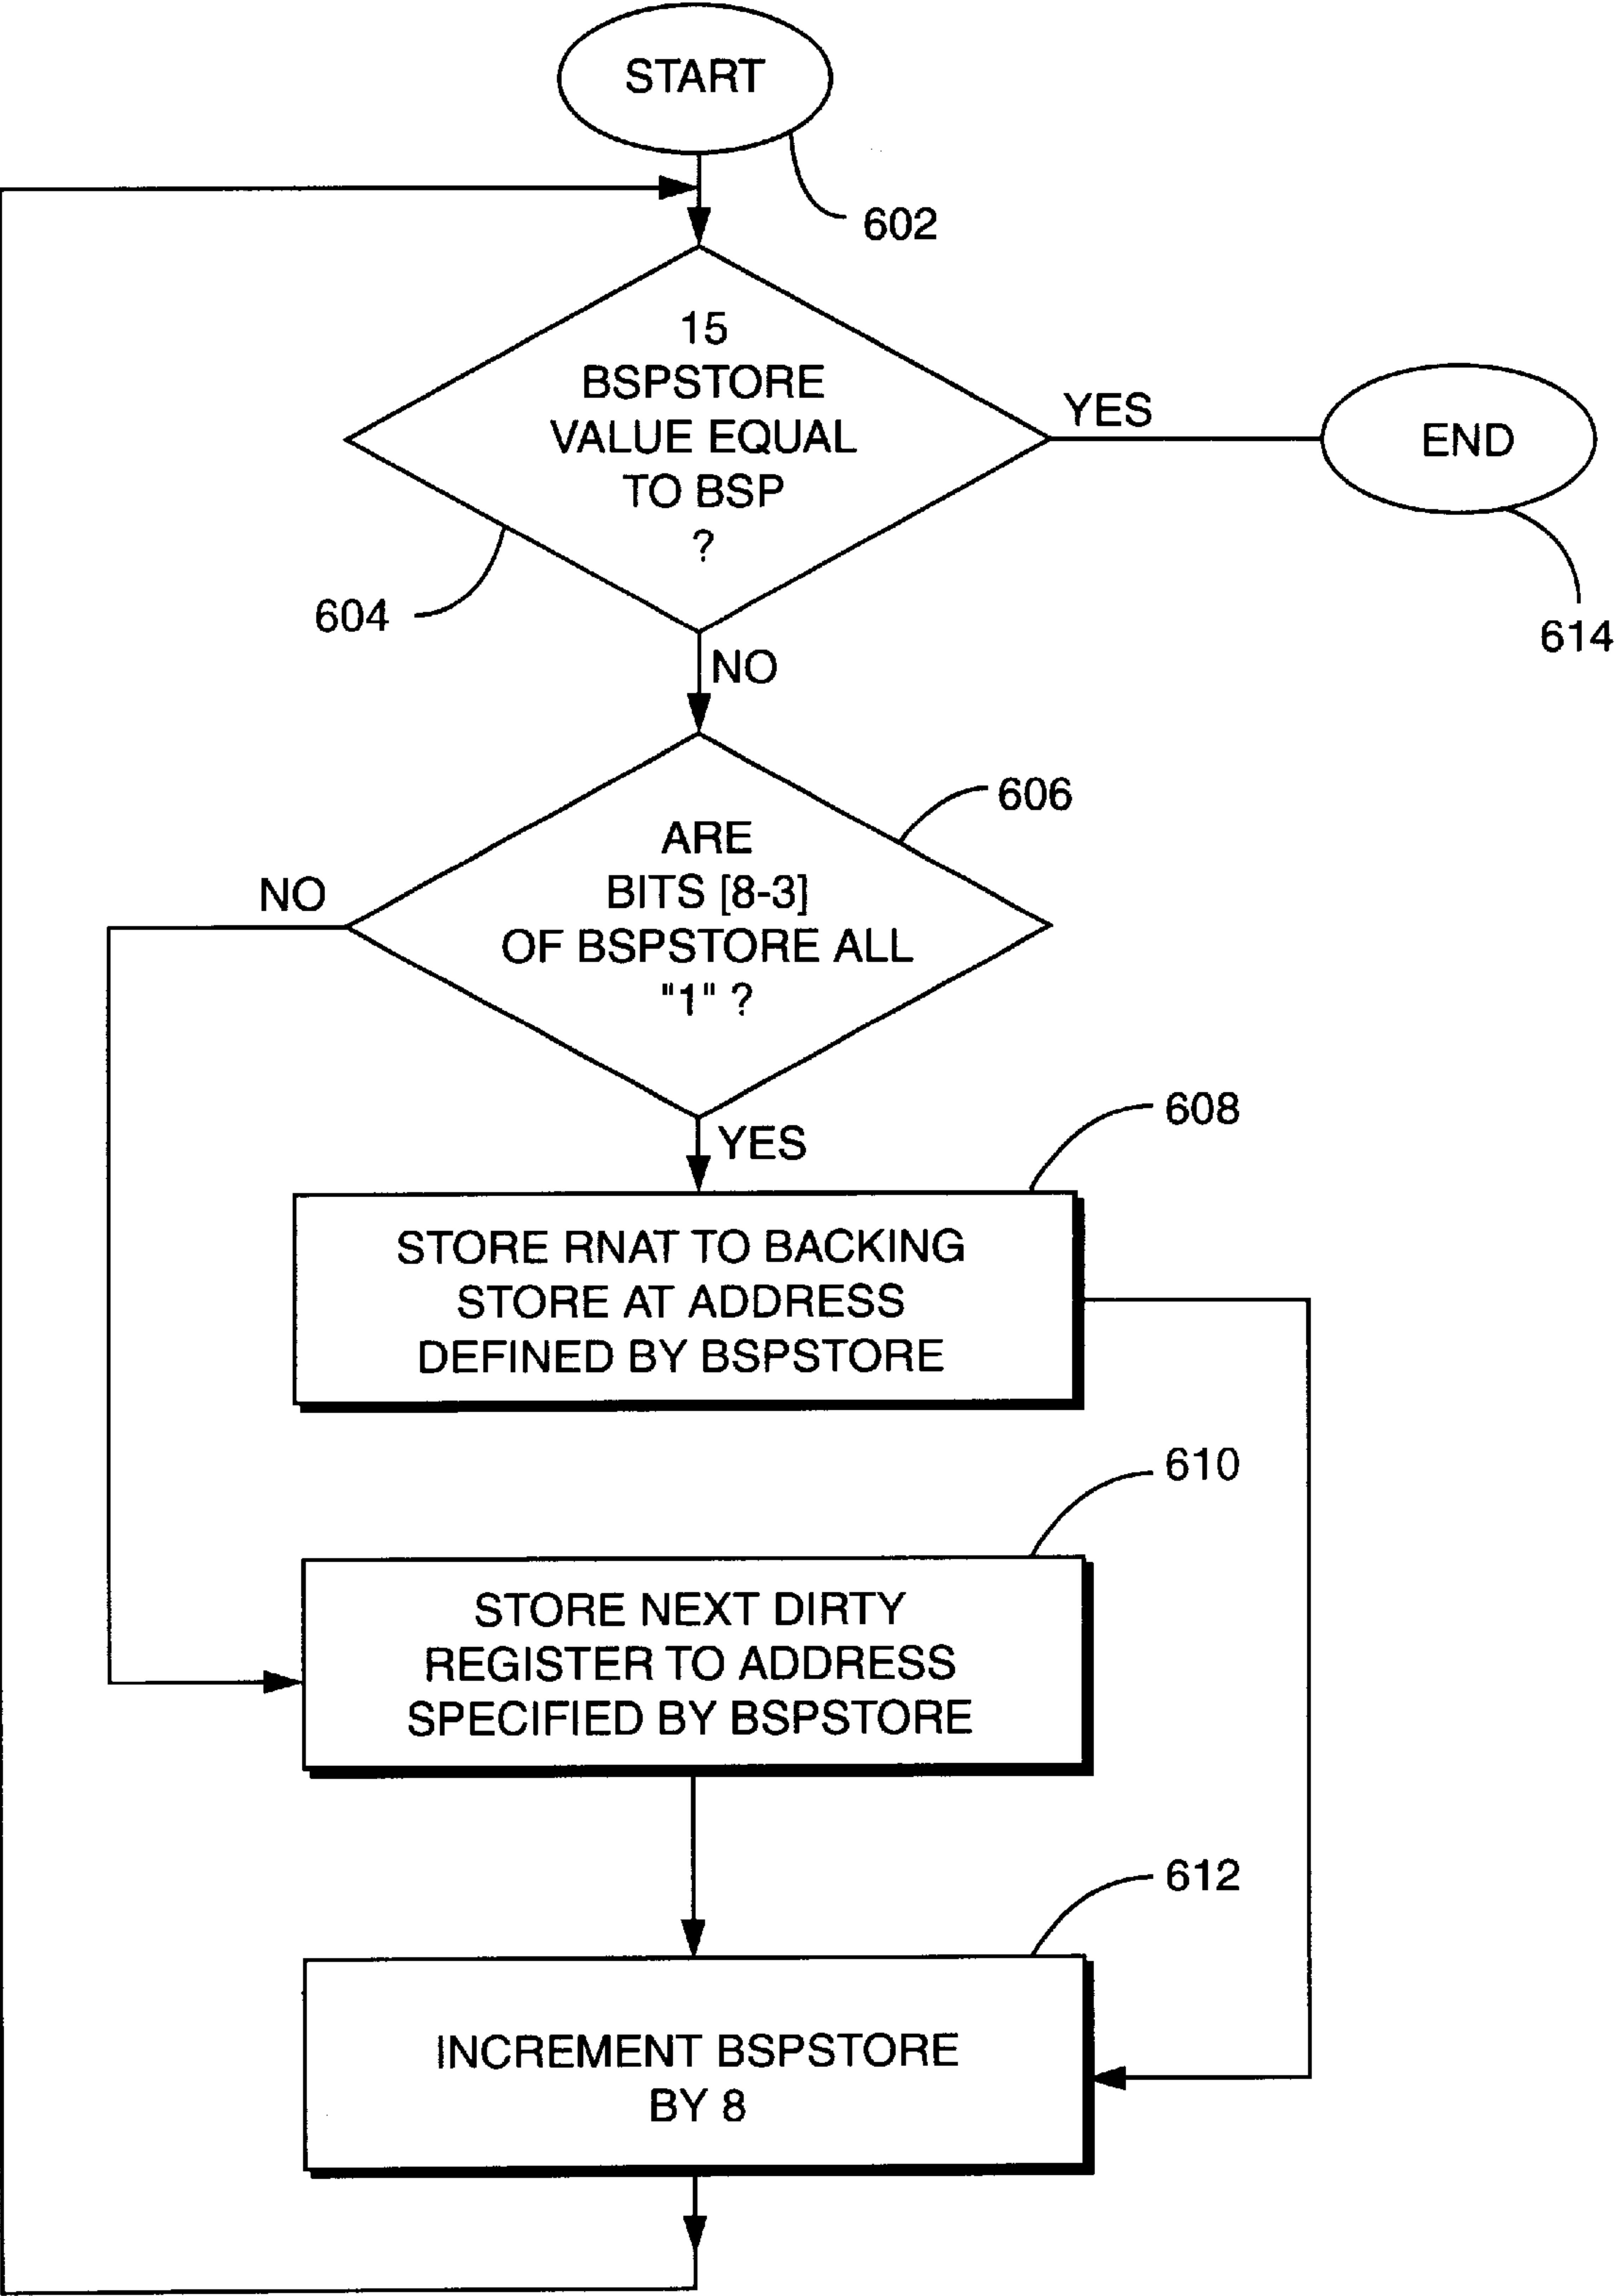 START
602
15
BSPSTORE
VALUE EQUAL
TO BSP
?
YES
END
604
614
NO
606
ARE
BITS [8-3]
OF BSPSTORE ALL
"1" ?
NO
YES
608
STORE RNAT TO BACKING
STORE AT ADDRESS
DEFINED BY BSPSTORE
610
STORE NEXT DIRTY
REGISTER TO ADDRESS
SPECIFIED BY BSPSTORE
612
INCREMENT BSPSTORE
BY 8